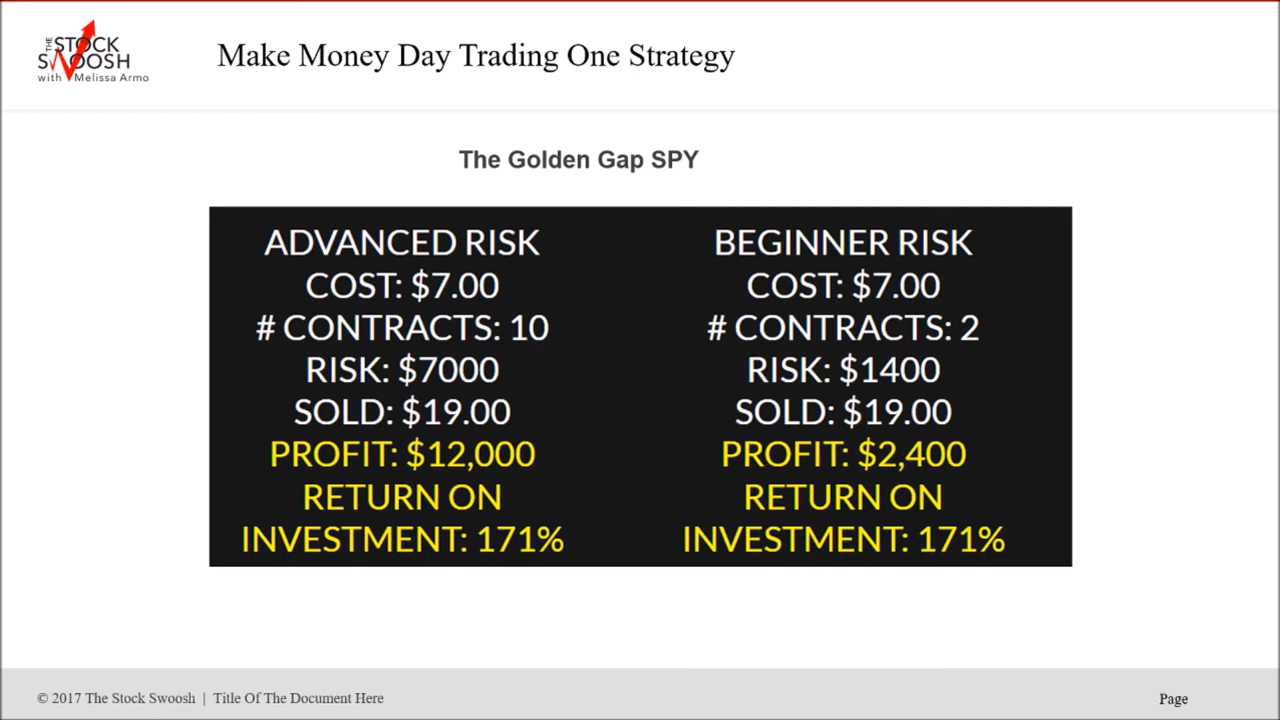 THE
STOCK
SWOOSH
with Melissa Armo
Make Money Day Trading One Strategy
The Golden Gap SPY
ADVANCED RISK
COST: $7.00
# CONTRACTS: 10
RISK: $7000
SOLD: $19.00
PROFIT: $12,000
RETURN ON
INVESTMENT: 171%
BEGINNER RISK
COST: $7.00
# CONTRACTS: 2
RISK: $1400
SOLD: $19.00
PROFIT: $2,400
RETURN ON
INVESTMENT: 171%
© 2017 The Stock Swoosh | Title Of The Document Here
Page